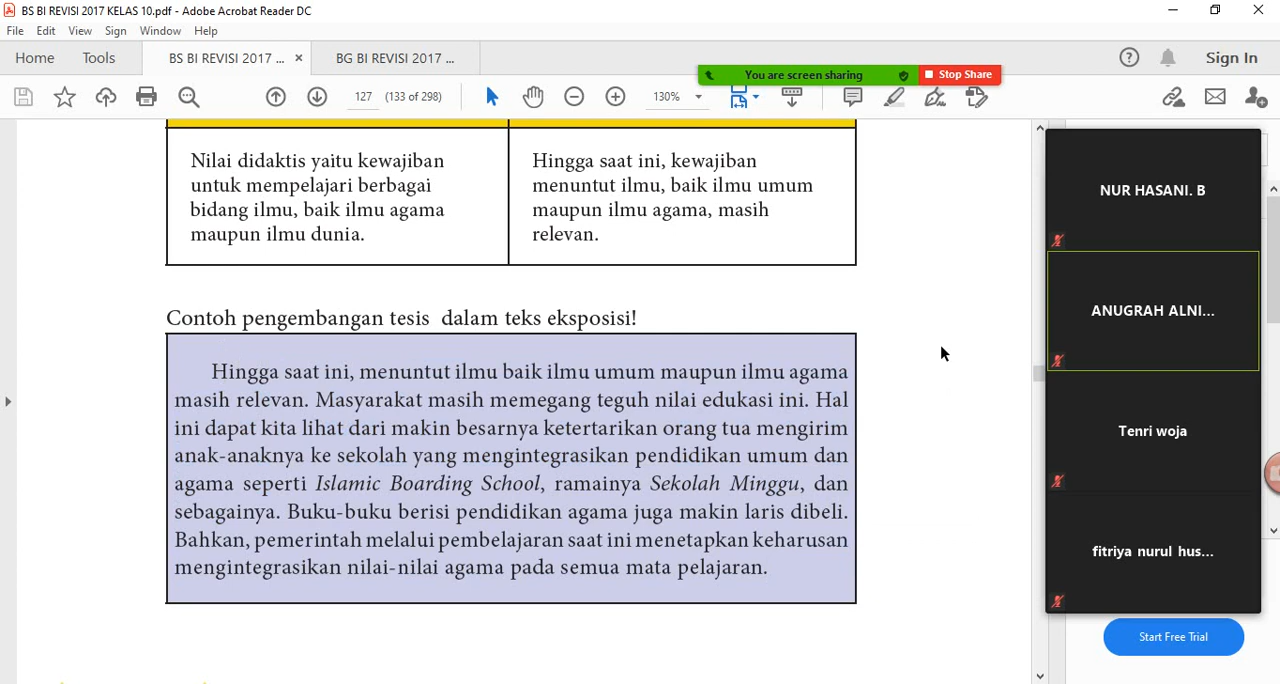 BS BI REVISI 2017 KELAS 10.pdf - Adobe Acrobat Reader DC
File Edit View Sign Window Help
Home Tools BS BI REVISI 2017 ... × BG BI REVISI 2017 ... Sign In
You are screen sharing Stop Share
127 (133 of 298) 130%
Nilai didaktis yaitu kewajiban
untuk mempelajari berbagai
bidang ilmu, baik ilmu agama
maupun ilmu dunia.
Hingga saat ini, kewajiban
menuntut ilmu, baik ilmu umum
maupun ilmu agama, masih
relevan.
Contoh pengembangan tesis dalam teks eksposisi!
Hingga saat ini, menuntut ilmu baik ilmu umum maupun ilmu agama
masih relevan. Masyarakat masih memegang teguh nilai edukasi ini. Hal
ini dapat kita lihat dari makin besarnya ketertarikan orang tua mengirim
anak-anaknya ke sekolah yang mengintegrasikan pendidikan umum dan
agama seperti Islamic Boarding School, ramainya Sekolah Minggu, dan
sebagainya. Buku-buku berisi pendidikan agama juga makin laris dibeli.
Bahkan, pemerintah melalui pembelajaran saat ini menetapkan keharusan
mengintegrasikan nilai-nilai agama pada semua mata pelajaran.
NUR HASANI. B
ANUGRAH ALNI...
Tenri woja
fitriya nurul hus...
Start Free Trial